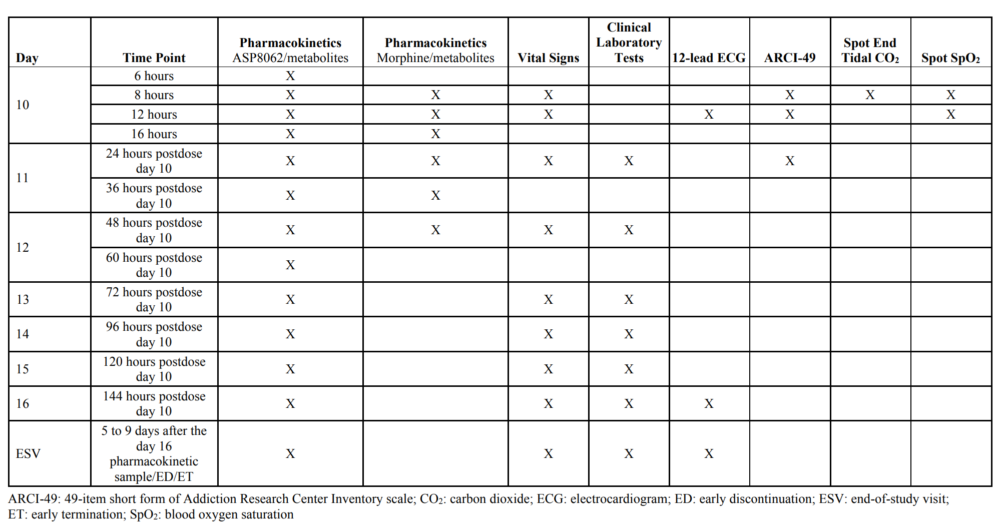 Day Time Point Pharmacokinetics ASP8062/metabolites Pharmacokinetics Morphine/metabolites Vital Signs Clinical Laboratory Tests 12-lead ECG ARCI-49 Spot End Tidal CO₂ Spot SpO₂
10 6 hours X
8 hours X X X X X X
12 hours X X X X X X
16 hours X X
11 24 hours postdose day 10 X X X X X
36 hours postdose day 10 X X
12 48 hours postdose day 10 X X X X
60 hours postdose day 10 X
13 72 hours postdose day 10 X X X
14 96 hours postdose day 10 X X X
15 120 hours postdose day 10 X X X
16 144 hours postdose day 10 X X X X
ESV 5 to 9 days after the day 16 pharmacokinetic sample/ED/ET X X X X
ARCI-49: 49-item short form of Addiction Research Center Inventory scale; CO₂: carbon dioxide; ECG: electrocardiogram; ED: early discontinuation; ESV: end-of-study visit;
ET: early termination; SpO₂: blood oxygen saturation